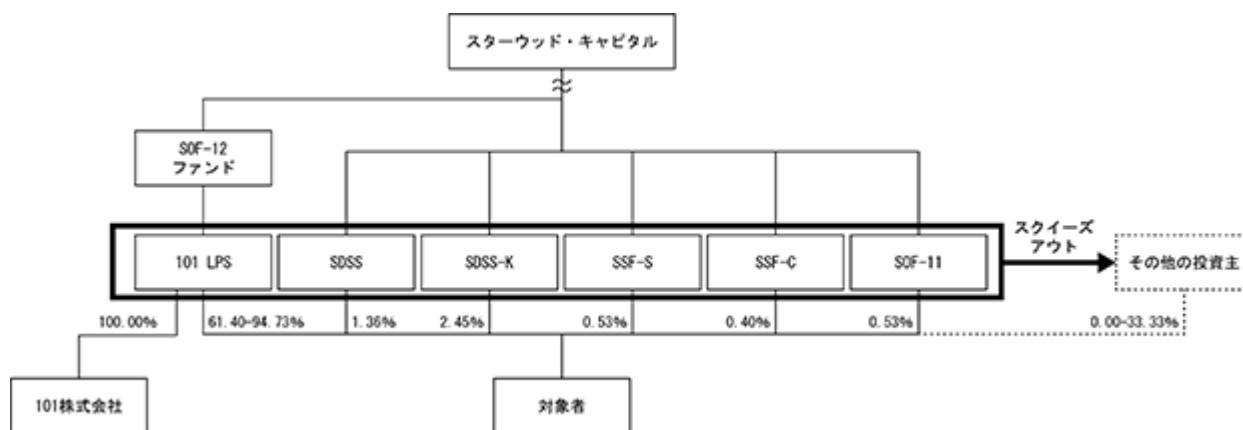 スターウッド・キャピタル
SOF-12
ファンド
スクイーズ
アウト
101 LPS
SDSS
SDSS-K
SSF-S
SSF-C
SOF-11
その他の投資主
100.00%
61.40-94.73%
1.36%
2.45%
0.53%
0.40%
0.53%
0.00-33.33%
101株式会社
対象者